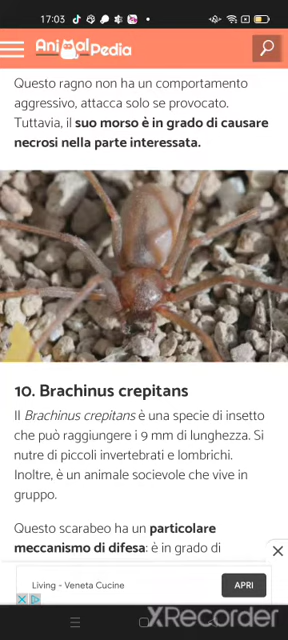 17:03
AnimalPedia
Questo ragno non ha un comportamento
aggressivo, attacca solo se provocato.
Tuttavia, il suo morso è in grado di causare
necrosi nella parte interessata.
10. Brachinus crepitans
Il Brachinus crepitans è una specie di insetto
che può raggiungere i 9 mm di lunghezza. Si
nutre di piccoli invertebrati e lombrichi.
Inoltre, è un animale socievole che vive in
gruppo.
Questo scarabeo ha un particolare
meccanismo di difesa: è in grado di
Living - Veneta Cucine
APRI
XRecorder